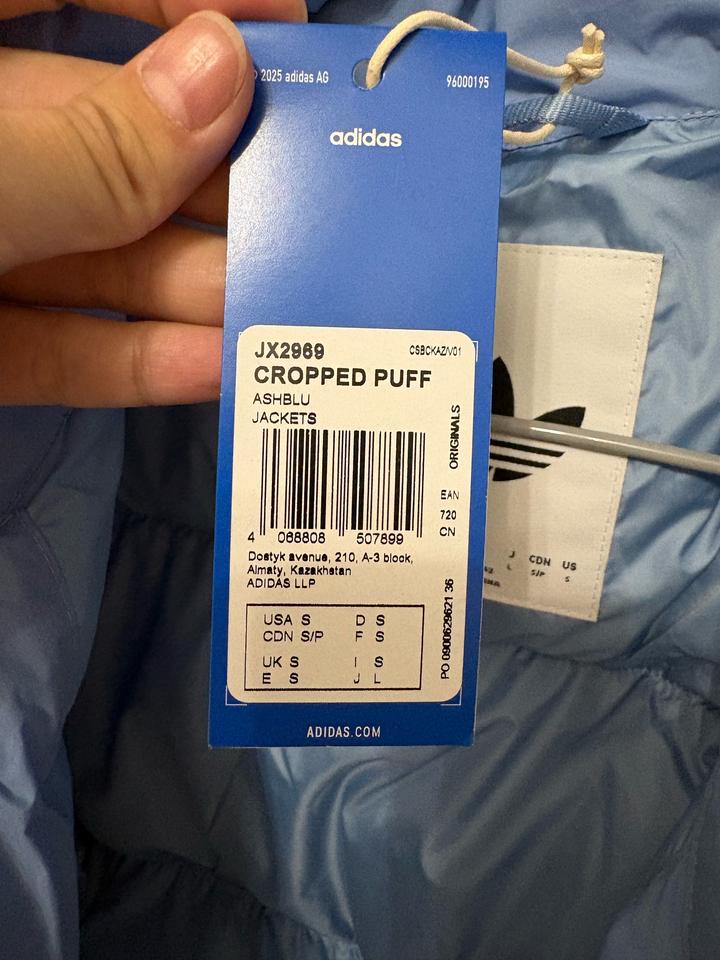 2025 adidas AG
96000195
adidas
JX2969
CSBCKAZ/V01
CROPPED PUFF
ASHBLU
JACKETS
ORIGINALS
EAN
720
CN
4 068808 507899
Dostyk avenue, 210, A-3 block,
Almaty, Kazakhstan
ADIDAS LLP
PO 0900629621 36
USA S D S
CDN S/P F S
UK S I S
E S J L
ADIDAS.COM
J CDN US
L S/P S